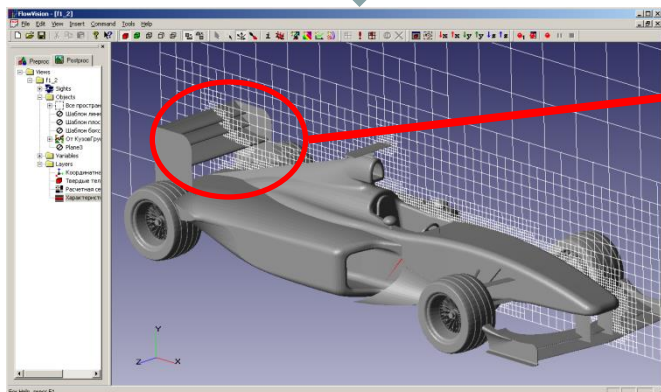 FlowVision - [f1_2]
File Edit View Insert Command Tools Help
Preproc Postproc
Views
f1_2
Sights
Objects
Все простран
Шаблон лини
Шаблон плос
Шаблон бокс
От КузовГру
Plane3
Variables
Layers
Координатна
Твердые тел
Расчетная се
Характерист
Y
Z X
For Help, press F1